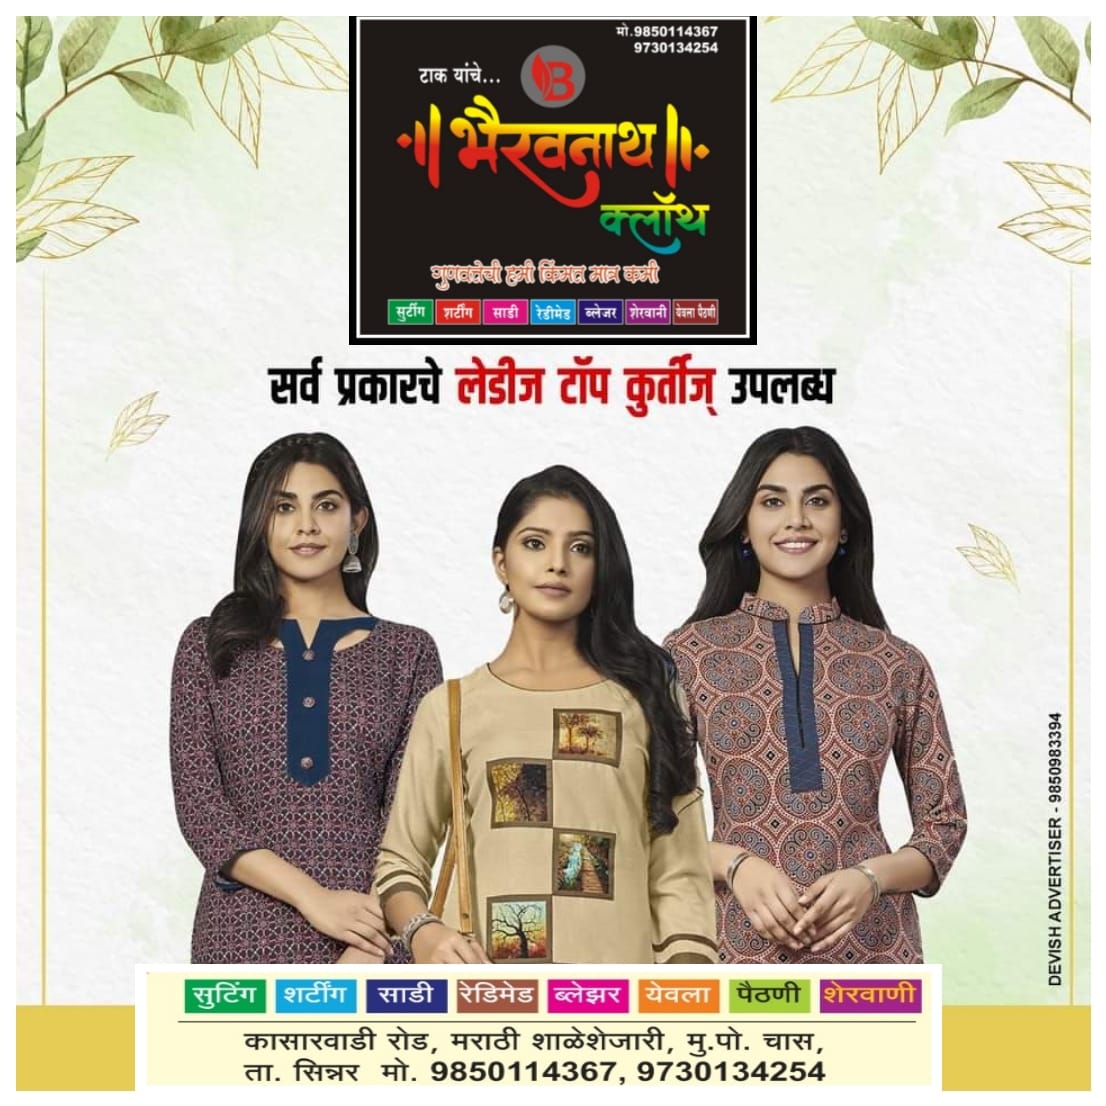 मो.9850114367
9730134254
टाक यांचे...
B
भैरवनाथ
क्लॉथ
गुणवत्तेची हमी किंमत मात्र कमी
सुटींग शर्टींग साडी रेडीमेड ब्लेजर शेरवानी येवला पैठणी
सर्व प्रकारचे लेडीज टॉप कुर्तीज् उपलब्ध
DEVISH ADVERTISER - 9850983394
सुटिंग शर्टींग साडी रेडिमेड ब्लेझर येवला पैठणी शेरवाणी
कासारवाडी रोड, मराठी शाळेशेजारी, मु.पो. चास,
ता. सिन्नर मो. 9850114367, 9730134254